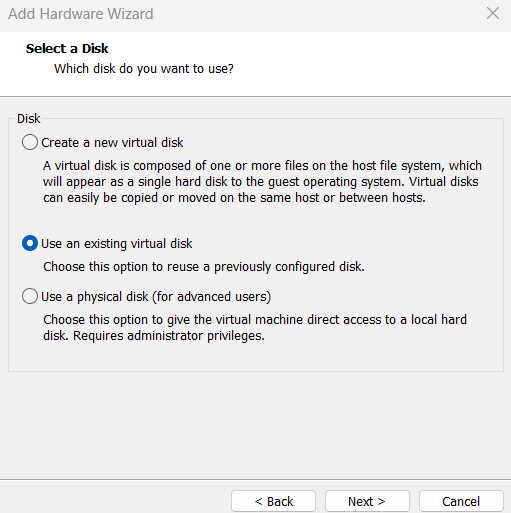 Add Hardware Wizard
Select a Disk
Which disk do you want to use?
Disk
Create a new virtual disk
A virtual disk is composed of one or more files on the host file system, which
will appear as a single hard disk to the guest operating system. Virtual disks
can easily be copied or moved on the same host or between hosts.
Use an existing virtual disk
Choose this option to reuse a previously configured disk.
Use a physical disk (for advanced users)
Choose this option to give the virtual machine direct access to a local hard
disk. Requires administrator privileges.
< Back Next > Cancel